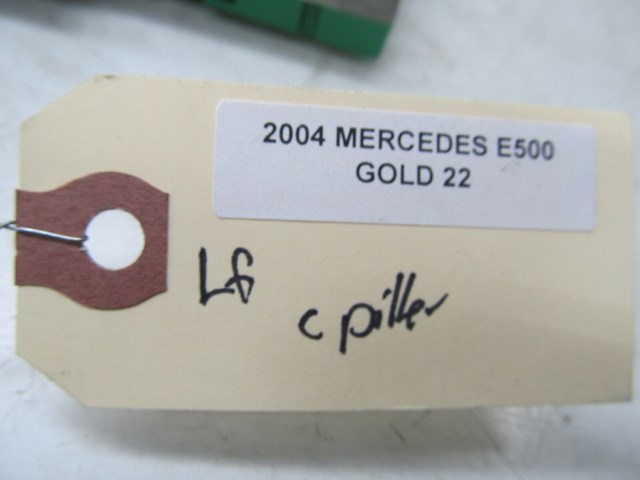 2004 MERCEDES E500
GOLD 22
Lf
c piller